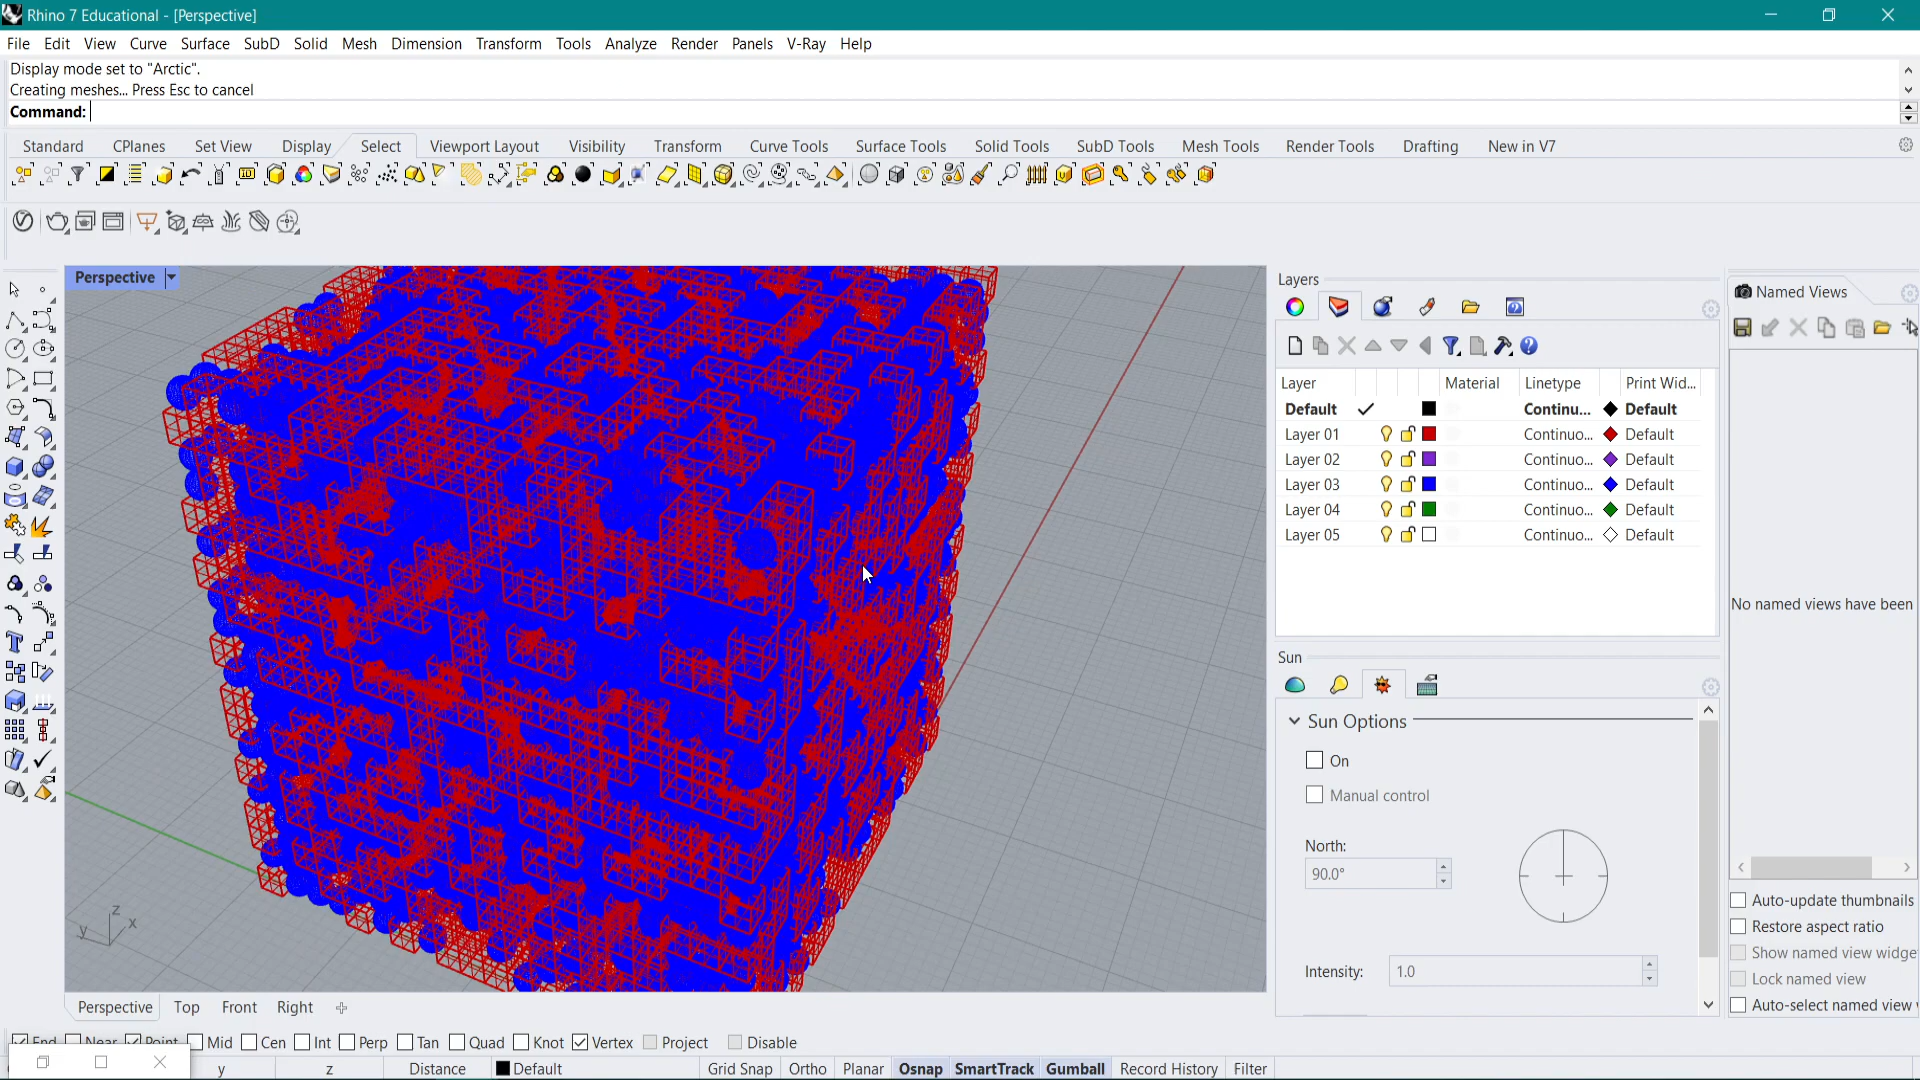 Rhino 7 Educational - [Perspective]
File Edit View Curve Surface SubD Solid Mesh Dimension Transform Tools Analyze Render Panels V-Ray Help
Display mode set to "Arctic".
Creating meshes... Press Esc to cancel
Command:
Standard CPlanes Set View Display Select Viewport Layout Visibility Transform Curve Tools Surface Tools Solid Tools SubD Tools Mesh Tools Render Tools Drafting New in V7
Perspective
Layers
Layer Material Linetype Print Wid...
Default Continu... Default
Layer 01 Continuo... Default
Layer 02 Continuo... Default
Layer 03 Continuo... Default
Layer 04 Continuo... Default
Layer 05 Continuo... Default
Sun
Sun Options
On
Manual control
North:
90.0°
Intensity: 1.0
Named Views
No named views have been
Auto-update thumbnails
Restore aspect ratio
Show named view widge
Lock named view
Auto-select named view
z
y x
Perspective Top Front Right
End Near Point Mid Cen Int Perp Tan Quad Knot Vertex Project Disable
y z Distance Default Grid Snap Ortho Planar Osnap SmartTrack Gumball Record History Filter